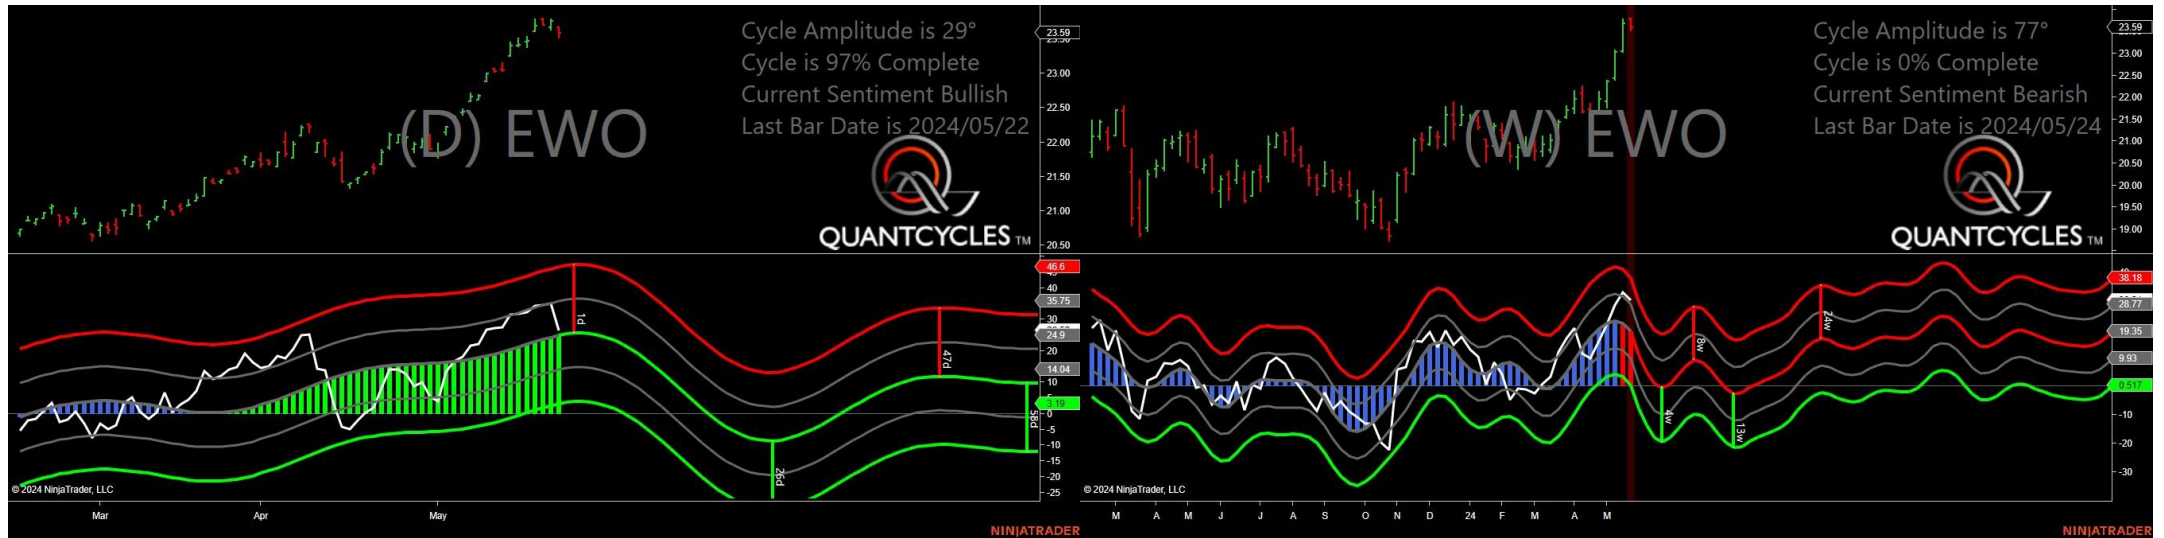 Cycle Amplitude is 29°
Cycle is 97% Complete
Current Sentiment Bullish
Last Bar Date is 2024/05/22
(D) EWO
QUANTCYCLES TM
23.59
23.00
22.50
22.00
21.50
21.00
20.50
46.6
40
35.75
30
24.9
20
14.04
10
3.19
0
-5
-10
-15
-20
-25
1d
26d
47d
58d
© 2024 NinjaTrader, LLC
Mar
Apr
May
NINJATRADER
Cycle Amplitude is 77°
Cycle is 0% Complete
Current Sentiment Bearish
Last Bar Date is 2024/05/24
(W) EWO
QUANTCYCLES TM
23.59
23.00
22.50
22.00
21.50
21.00
20.50
20.00
19.50
19.00
38.18
28.77
19.35
9.93
0.517
-10
-20
-30
4w
8w
13w
24w
© 2024 NinjaTrader, LLC
M A M J J A S O N D 24 F M A M
NINJATRADER